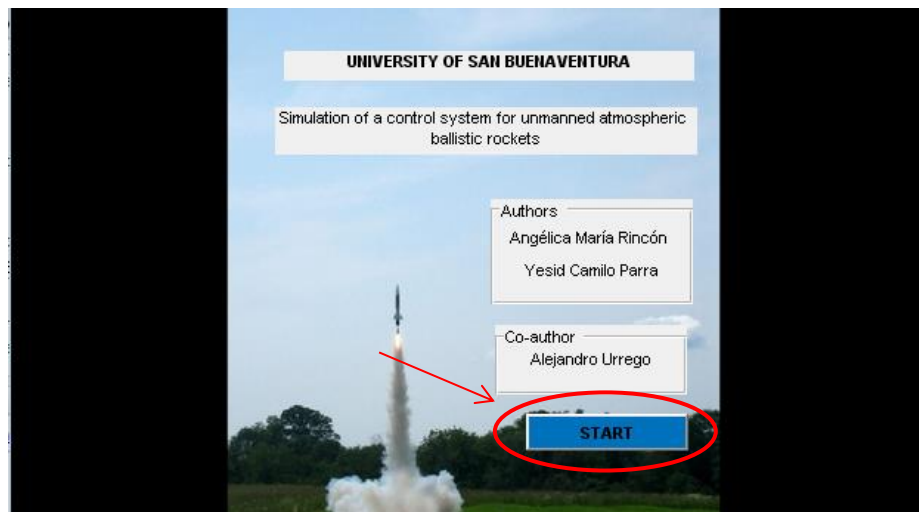 UNIVERSITY OF SAN BUENAVENTURA
Simulation of a control system for unmanned atmospheric
ballistic rockets
Authors
Angélica María Rincón
Yesid Camilo Parra
Co-author
Alejandro Urrego
START